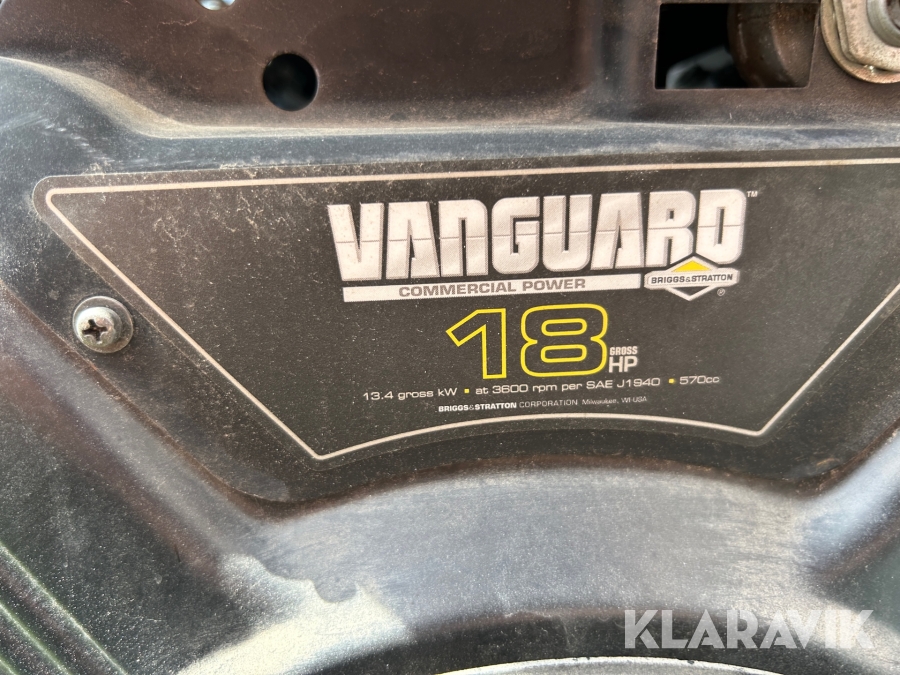 VANGUARD™
COMMERCIAL POWER
BRIGGS&STRATTON
®
18 GROSS HP
13.4 gross kW • at 3600 rpm per SAE J1940 • 570cc
BRIGGS&STRATTON CORPORATION, Milwaukee, WI-USA
KLARAVIK